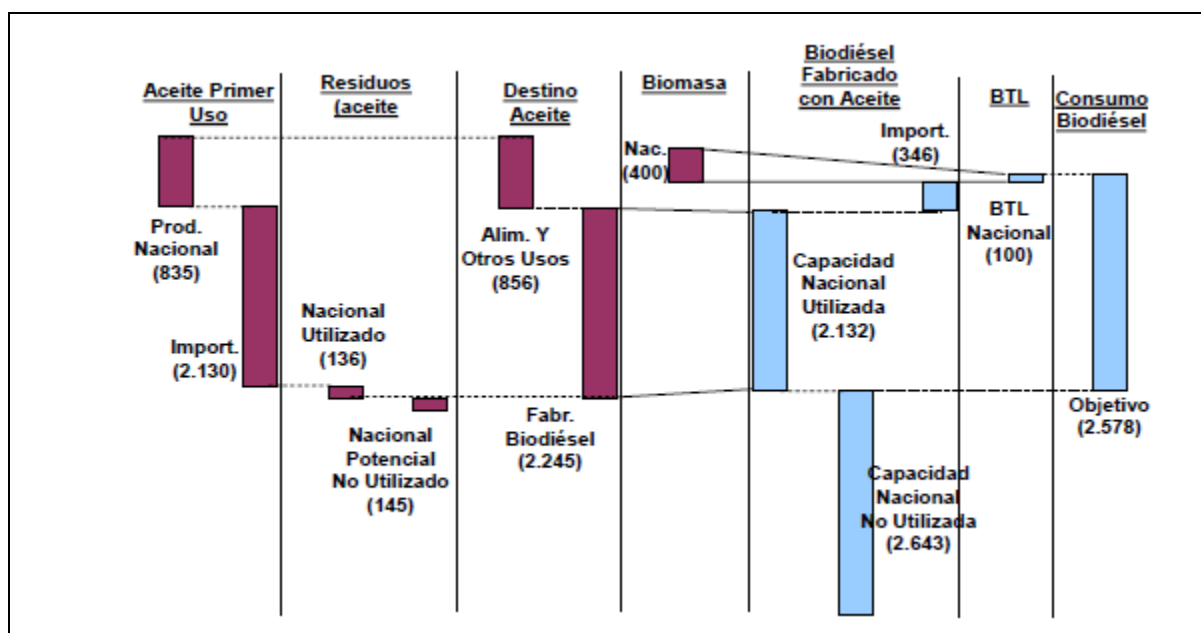 Aceite Primer
Uso
Residuos
(aceite
Destino
Aceite
Biomasa
Biodiésel
Fabricado
con Aceite
BTL
Consumo
Biodiésel
Prod.
Nacional
(835)
Import.
(2.130)
Nacional
Utilizado
(136)
Nacional
Potencial
No Utilizado
(145)
Alim. Y
Otros Usos
(856)
Fabr.
Biodiésel
(2.245)
Nac.
(400)
Import.
(346)
Capacidad
Nacional
Utilizada
(2.132)
Capacidad
Nacional
No Utilizada
(2.643)
BTL
Nacional
(100)
Objetivo
(2.578)